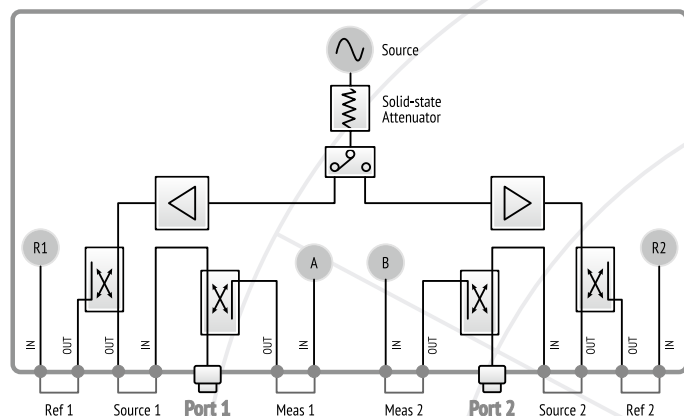 Source
Solid-state
Attenuator
R1
A
B
R2
IN
OUT
OUT
IN
OUT
IN
IN
OUT
IN
OUT
OUT
IN
Ref 1
Source 1
Port 1
Meas 1
Meas 2
Port 2
Source 2
Ref 2